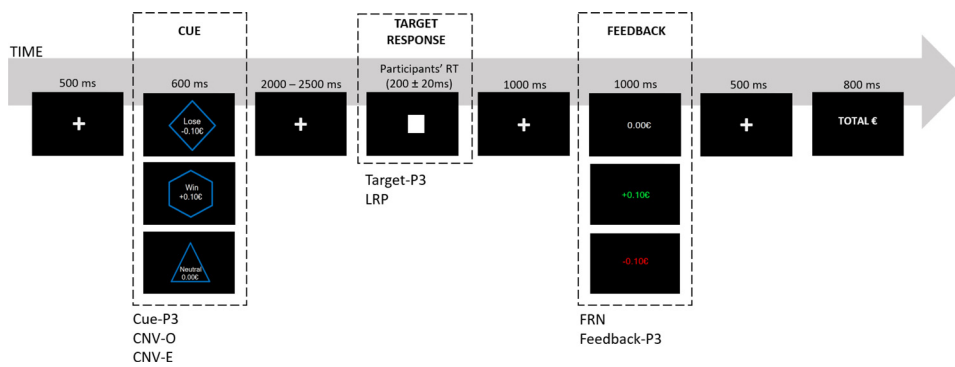 CUE
TARGET
RESPONSE
FEEDBACK
TIME
500 ms
600 ms
2000 – 2500 ms
Participants' RT
(200 ± 20ms)
1000 ms
1000 ms
500 ms
800 ms
+
Lose
-0.10€
+
+
0.00€
+
TOTAL €
Win
+0.10€
+0.10€
Neutral
0.00€
-0.10€
Target-P3
LRP
Cue-P3
CNV-O
CNV-E
FRN
Feedback-P3